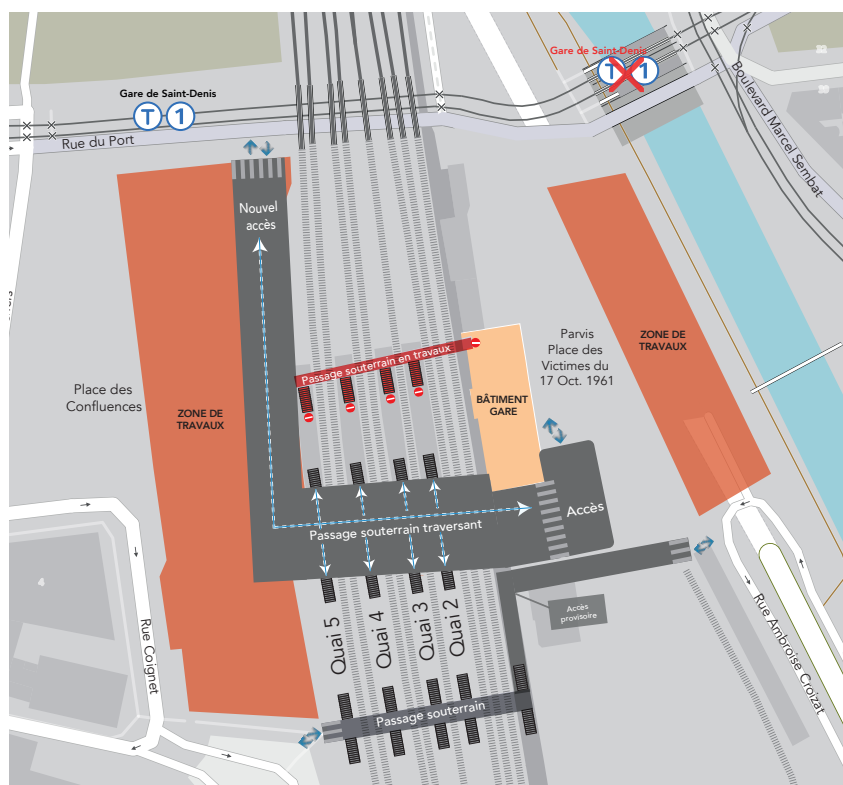 Gare de Saint-Denis
T 1
Gare de Saint-Denis
T 1
Rue du Port
Boulevard Marcel Sembat
Nouvel
accès
Passage souterrain en travaux
Parvis
Place des
Victimes du
17 Oct. 1961
ZONE DE
TRAVAUX
Place des
Confluences
ZONE DE
TRAVAUX
BÂTIMENT
GARE
Accès
Passage souterrain traversant
4
Rue Coignet
Quai 5
Quai 4
Quai 3
Quai 2
Accès
provisoire
Rue Ambroise Croizat
Passage souterrain